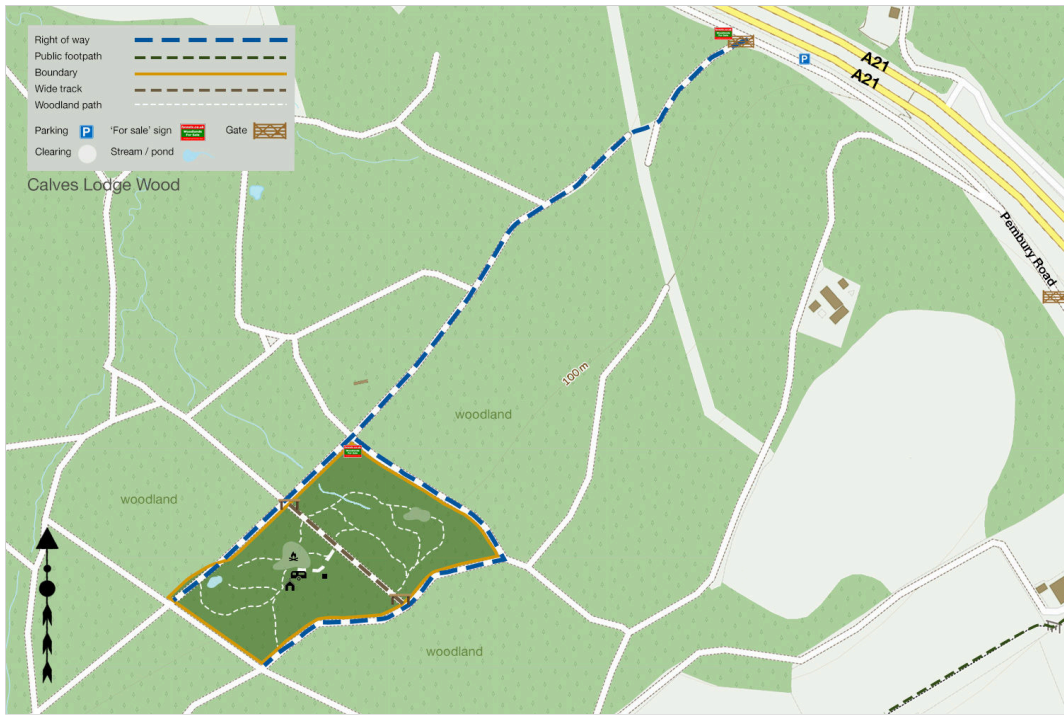 Right of way
Public footpath
Boundary
Wide track
Woodland path
Parking
P
'For sale' sign
Gate
Clearing
Stream / pond
Calves Lodge Wood
P
A21
A21
Pembury Road
100 m
woodland
woodland
woodland